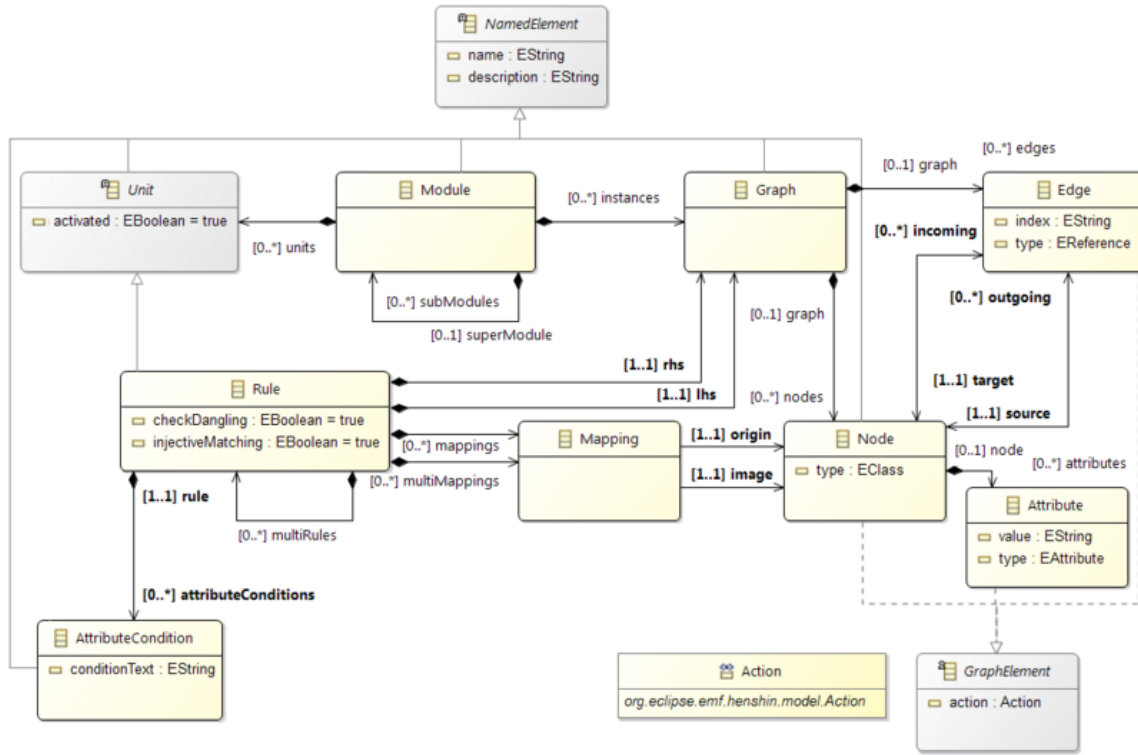 NamedElement
name : EString
description : EString
[0..*] edges
[0..1] graph
Unit
activated : EBoolean = true
Module
[0..*] instances
Graph
Edge
index : EString
type : EReference
[0..*] units
[0..*] incoming
[0..*] subModules
[0..*] outgoing
[0..1] superModule
[0..1] graph
[1..1] rhs
Rule
checkDangling : EBoolean = true
injectiveMatching : EBoolean = true
[1..1] lhs
[1..1] target
[0..*] nodes
[1..1] source
[0..*] mappings
Mapping
[1..1] origin
Node
type : EClass
[0..1] node
[0..*] attributes
[0..*] multiMappings
[1..1] image
[1..1] rule
Attribute
value : EString
type : EAttribute
[0..*] multiRules
[0..*] attributeConditions
AttributeCondition
conditionText : EString
Action
org.eclipse.emf.henshin.model.Action
GraphElement
action : Action